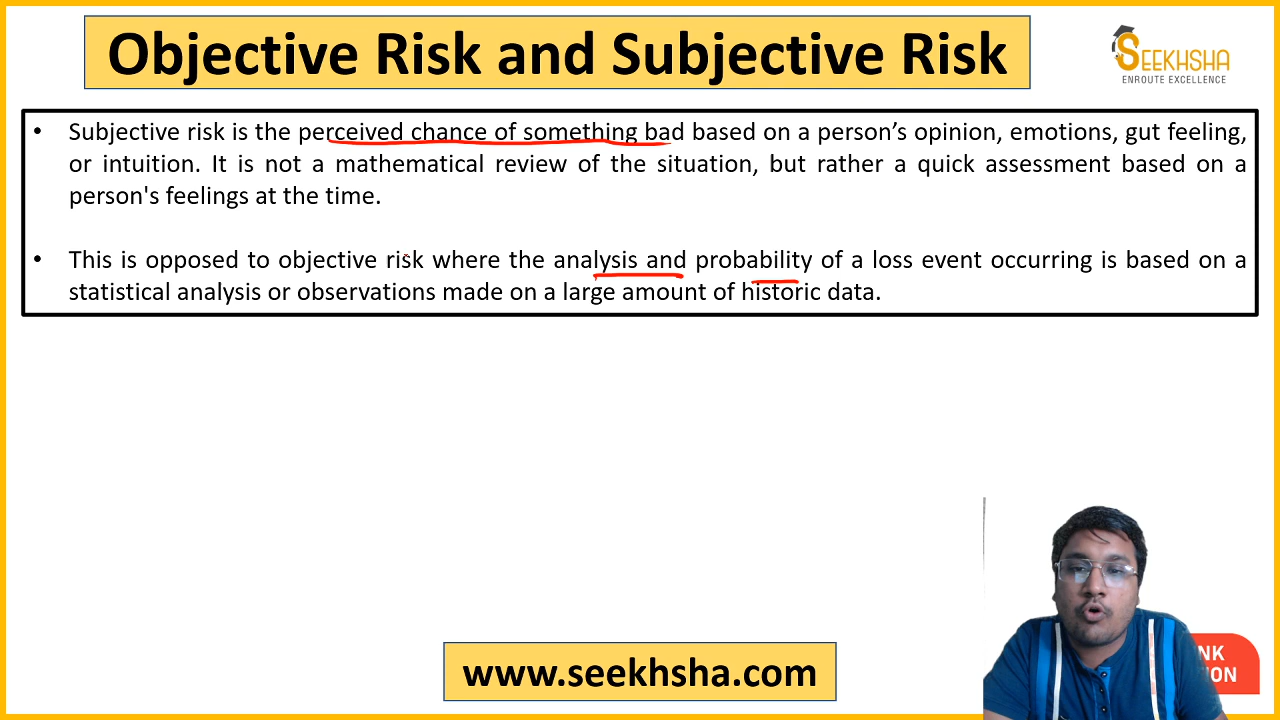 Objective Risk and Subjective Risk
SEEKHSHA
ENROUTE EXCELLENCE
• Subjective risk is the perceived chance of something bad based on a person’s opinion, emotions, gut feeling,
or intuition. It is not a mathematical review of the situation, but rather a quick assessment based on a
person's feelings at the time.
• This is opposed to objective risk where the analysis and probability of a loss event occurring is based on a
statistical analysis or observations made on a large amount of historic data.
www.seekhsha.com
NK
ION